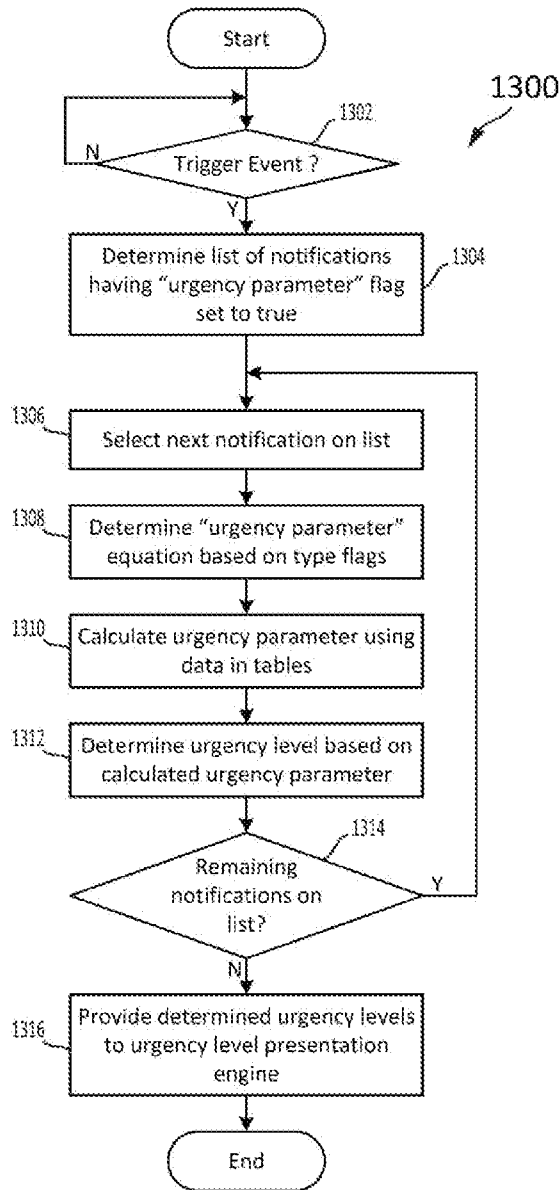 Start
1300
1302
N
Trigger Event ?
Y
Determine list of notifications
having "urgency parameter" flag
set to true
1304
1306
Select next notification on list
1308
Determine "urgency parameter"
equation based on type flags
1310
Calculate urgency parameter using
data in tables
1312
Determine urgency level based on
calculated urgency parameter
1314
Remaining
notifications on
list?
Y
N
1316
Provide determined urgency levels
to urgency level presentation
engine
End